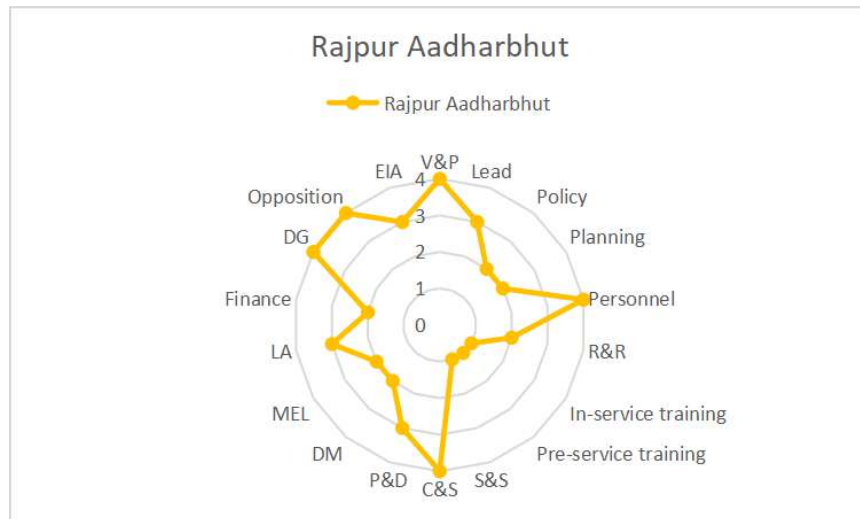 Rajpur Aadharbhut
Rajpur Aadharbhut
V&P
Lead
Policy
Planning
Personnel
R&R
In-service training
Pre-service training
S&S
C&S
P&D
DM
MEL
LA
Finance
DG
Opposition
EIA
4
3
2
1
0